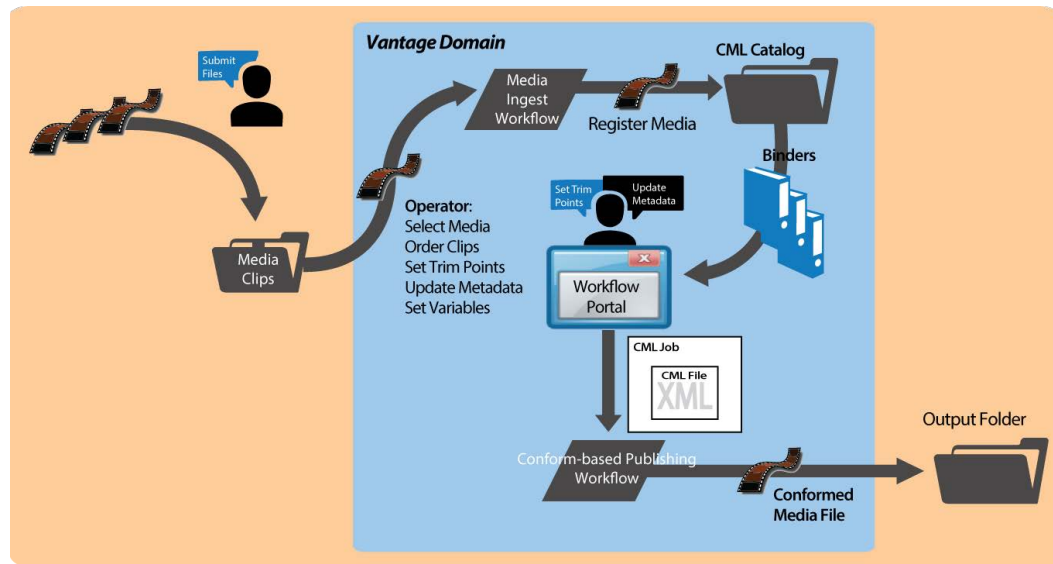 Submit
Files
Vantage Domain
Media
Ingest
Workflow
Register Media
CML Catalog
Binders
Media
Clips
Operator:
Select Media
Order Clips
Set Trim Points
Update Metadata
Set Variables
Set Trim
Points
Update
Metadata
Workflow
Portal
CML Job
CML File
XML
Conform-based Publishing
Workflow
Conformed
Media File
Output Folder